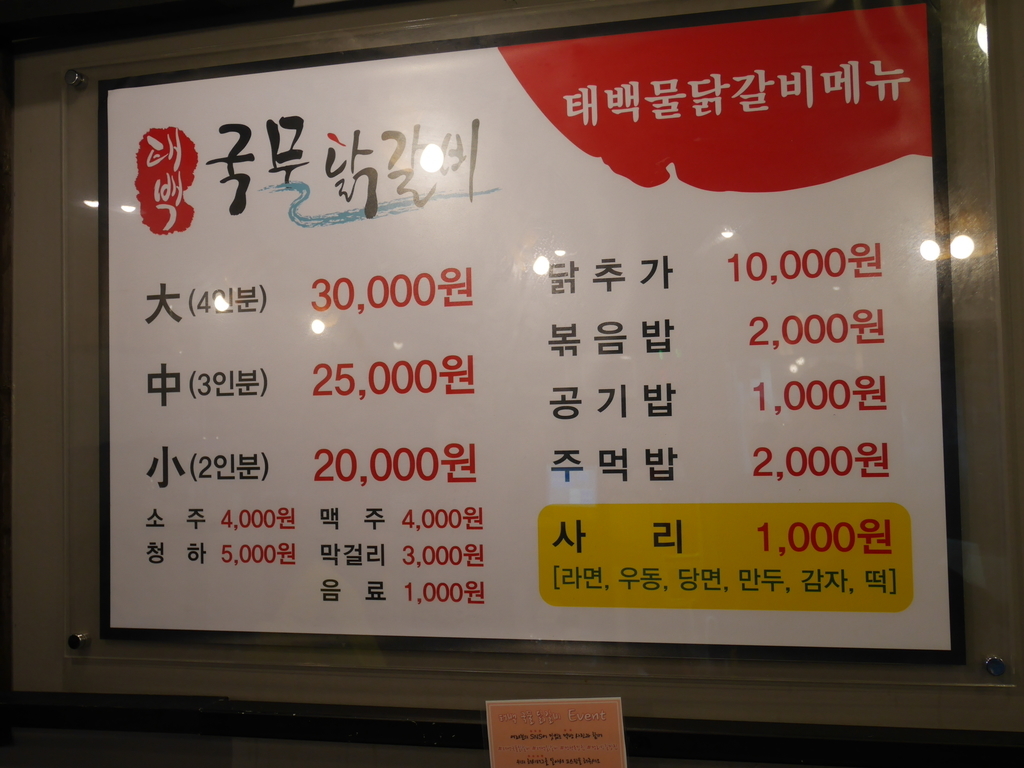 태백물닭갈비메뉴
태백
국물닭갈비
大 (4인분) 30,000원
中 (3인분) 25,000원
小 (2인분) 20,000원
소 주 4,000원 맥 주 4,000원
청 하 5,000원 막걸리 3,000원
음 료 1,000원
닭 추 가 10,000원
볶 음 밥 2,000원
공 기 밥 1,000원
주 먹 밥 2,000원
사 리 1,000원
[라면, 우동, 당면, 만두, 감자, 떡]
Event